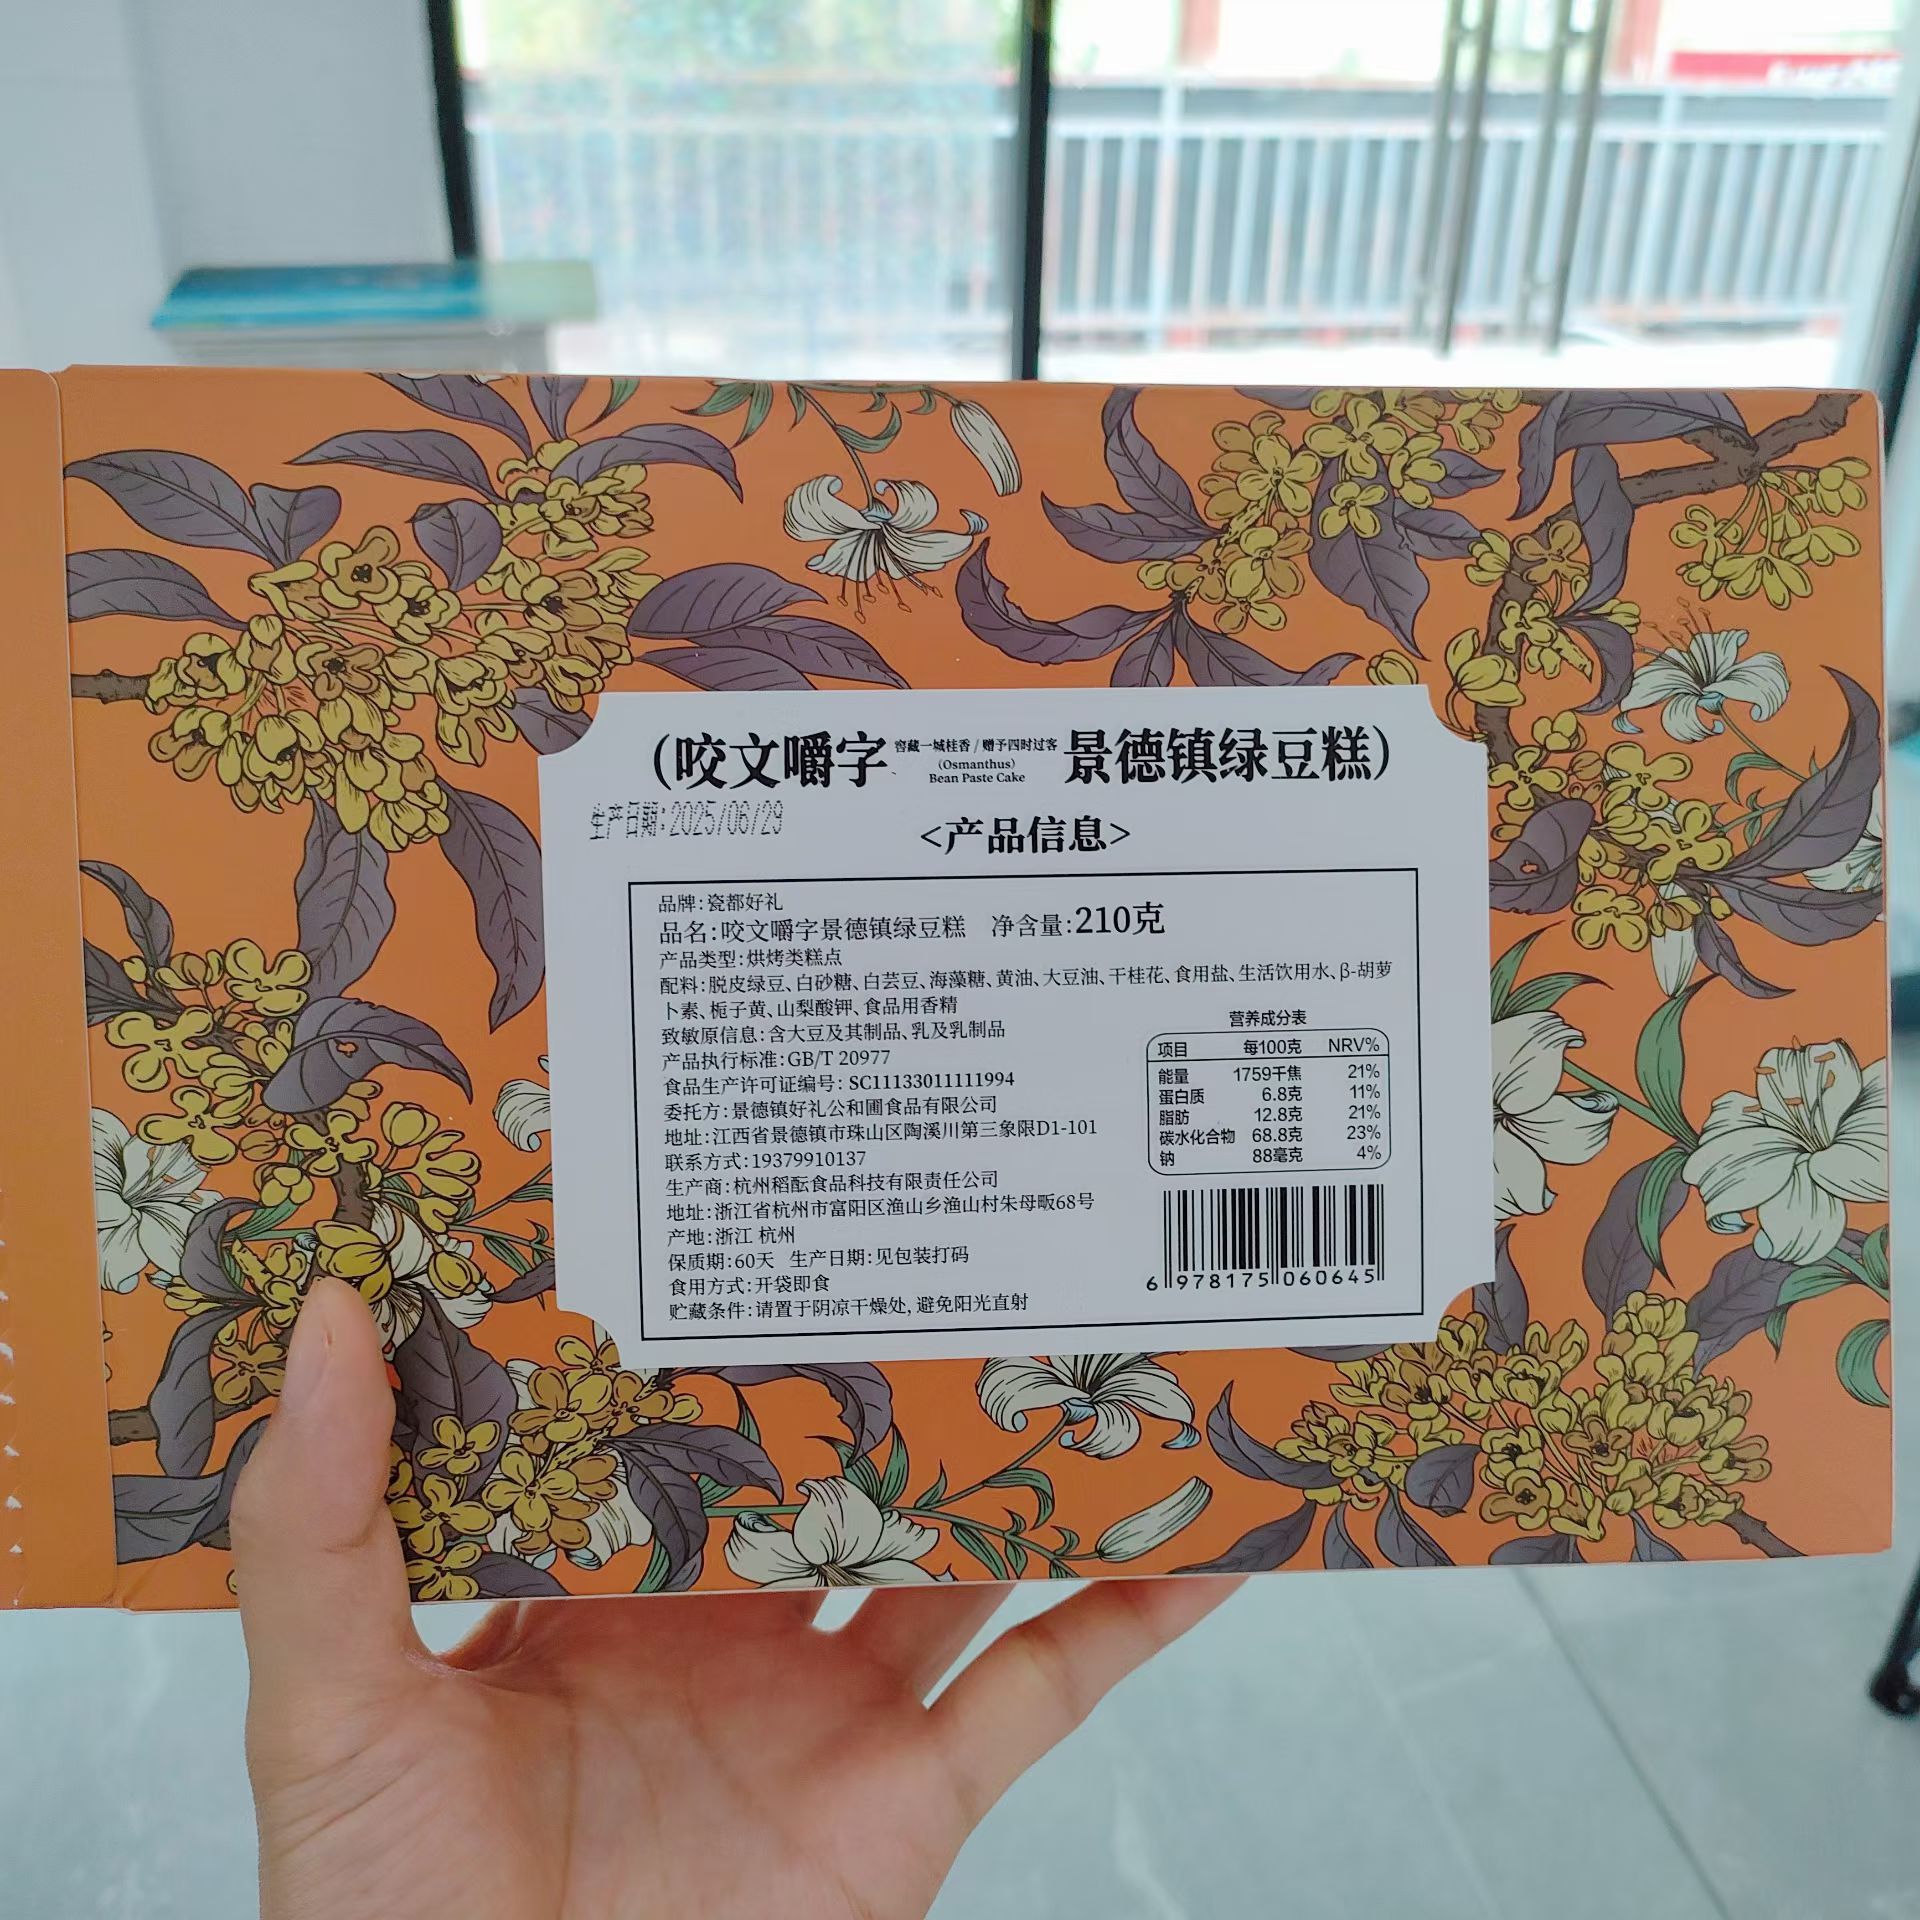 (咬文嚼字 窖藏一城桂香 / 赠予四时过客 景德镇绿豆糕)
(Osmanthus)
Bean Paste Cake
生产日期:2025/06/29
<产品信息>
品牌:瓷都好礼
品名:咬文嚼字景德镇绿豆糕 净含量:210克
产品类型:烘烤类糕点
配料:脱皮绿豆、白砂糖、白芸豆、海藻糖、黄油、大豆油、干桂花、食用盐、生活饮用水、β-胡萝
卜素、栀子黄、山梨酸钾、食品用香精
致敏原信息:含大豆及其制品、乳及乳制品
产品执行标准:GB/T 20977
食品生产许可证编号: SC11133011111994
委托方:景德镇好礼公和圃食品有限公司
地址:江西省景德镇市珠山区陶溪川第三象限D1-101
联系方式:19379910137
生产商:杭州稻酝食品科技有限责任公司
地址:浙江省杭州市富阳区渔山乡渔山村朱母畈68号
产地:浙江 杭州
保质期:60天 生产日期:见包装打码
食用方式:开袋即食
贮藏条件:请置于阴凉干燥处, 避免阳光直射
营养成分表
项目 每100克 NRV%
能量 1759千焦 21%
蛋白质 6.8克 11%
脂肪 12.8克 21%
碳水化合物 68.8克 23%
钠 88毫克 4%
6 978175 060645